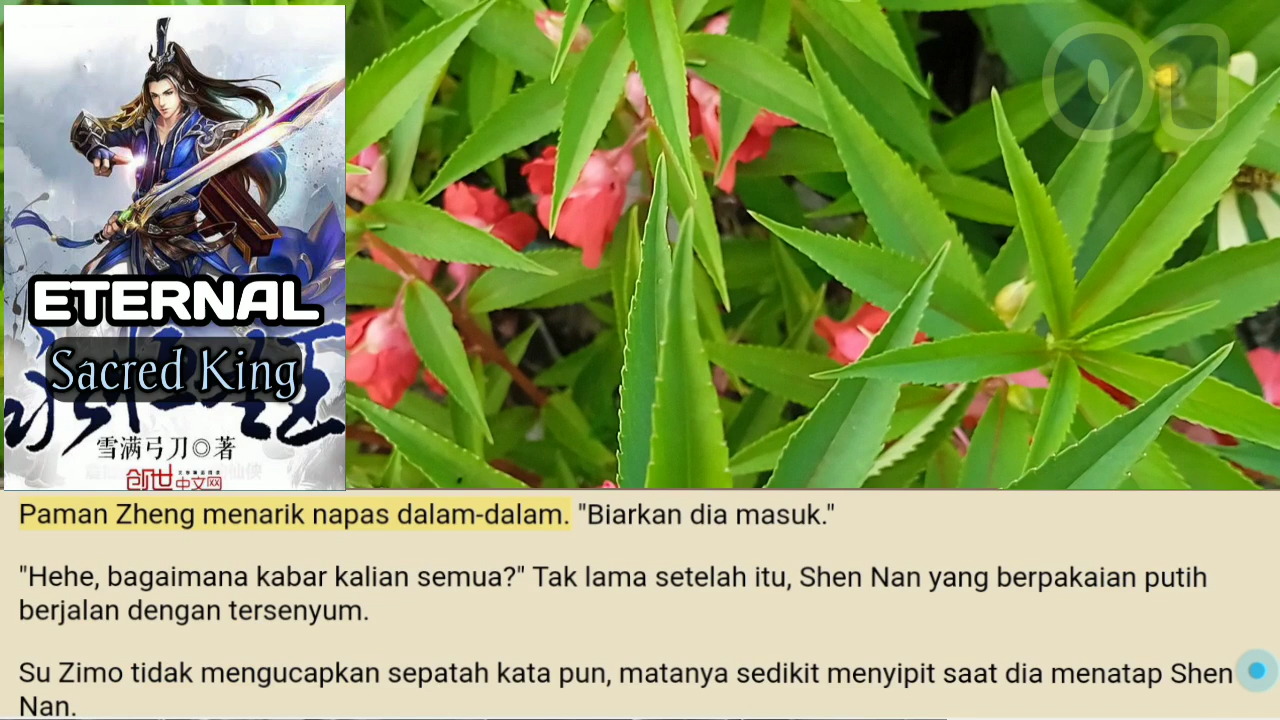 01
ETERNAL
Sacred King
雪满弓刀◎著
创世中文网
Paman Zheng menarik napas dalam-dalam. "Biarkan dia masuk."
"Hehe, bagaimana kabar kalian semua?" Tak lama setelah itu, Shen Nan yang berpakaian putih
berjalan dengan tersenyum.
Su Zimo tidak mengucapkan sepatah kata pun, matanya sedikit menyipit saat dia menatap Shen
Nan.